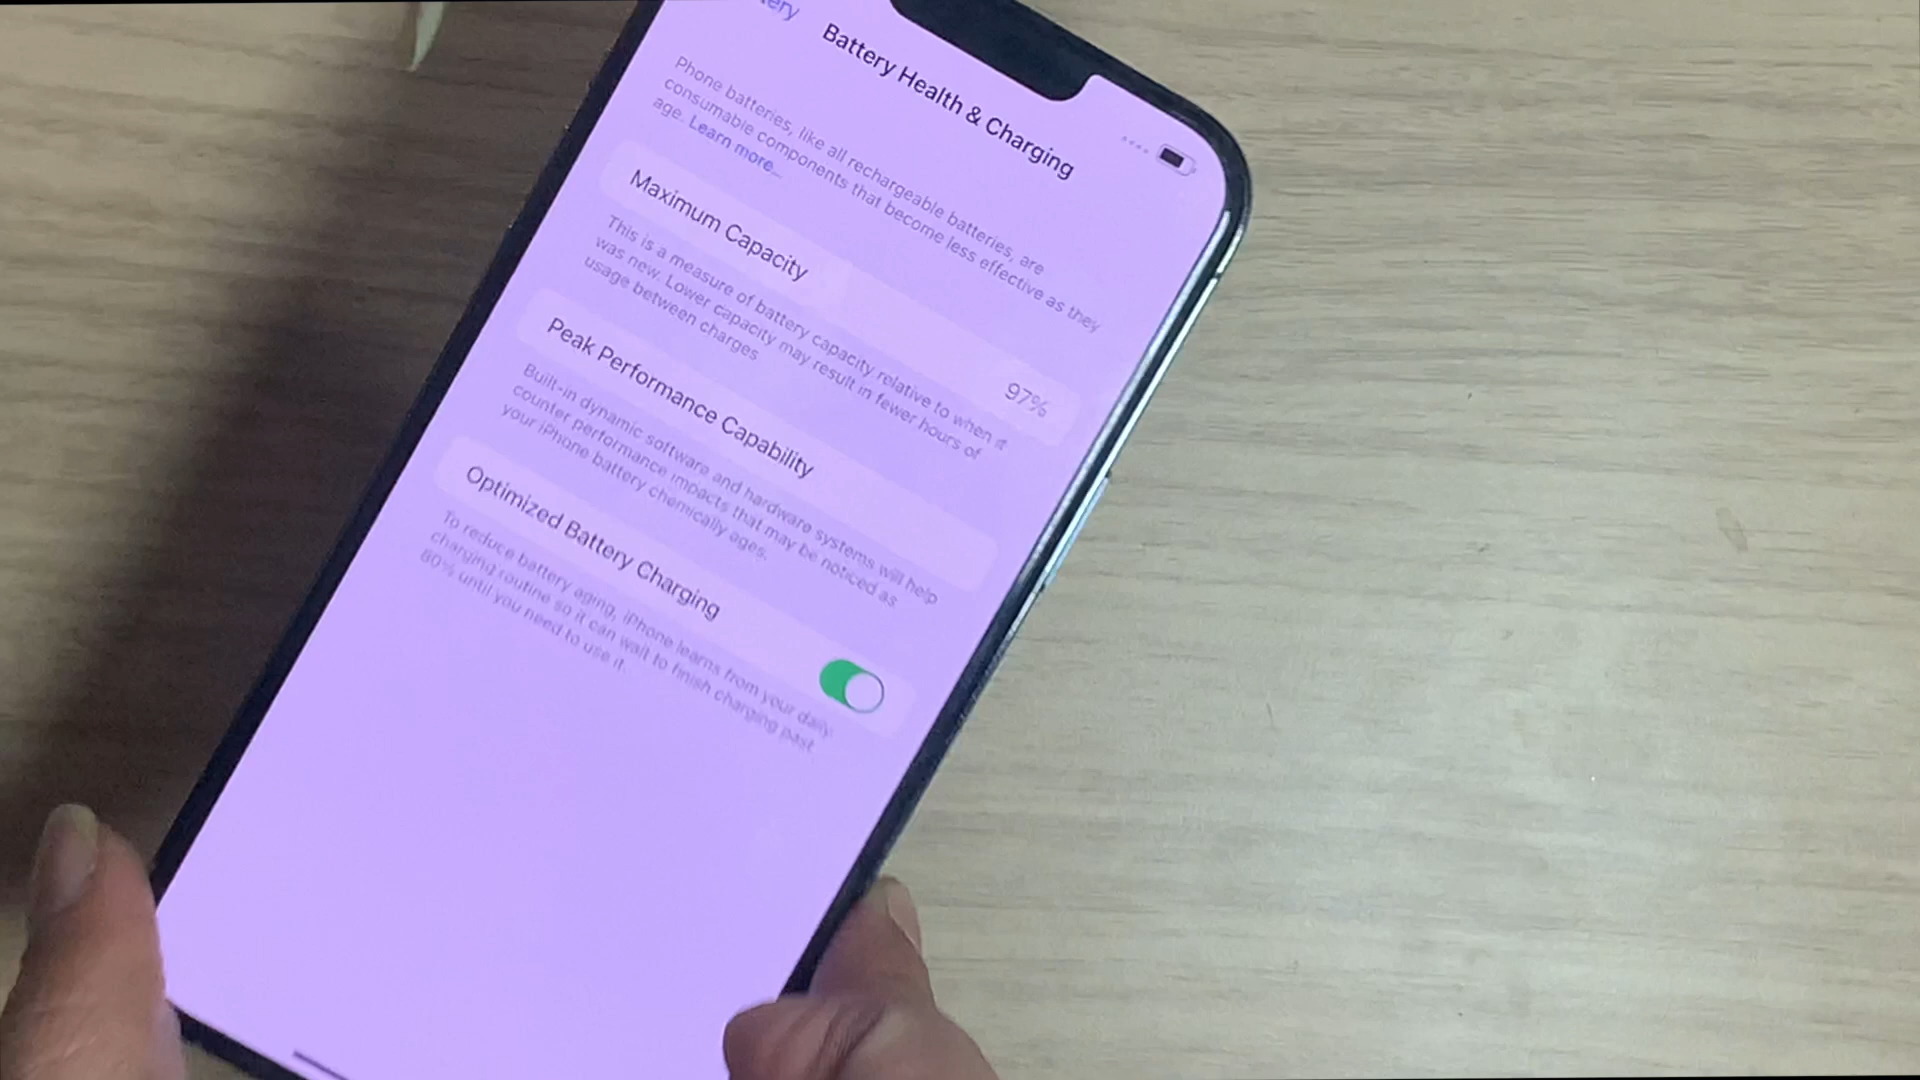 Battery Health & Charging
Phone batteries, like all rechargeable batteries, are
consumable components that become less effective as they
age. Learn more...
Maximum Capacity
97%
This is a measure of battery capacity relative to when it
was new. Lower capacity may result in fewer hours of
usage between charges
Peak Performance Capability
Built-in dynamic software and hardware systems will help
counter performance impacts that may be noticed as
your iPhone battery chemically ages.
Optimized Battery Charging
To reduce battery aging, iPhone learns from your daily
charging routine so it can wait to finish charging past
80% until you need to use it.